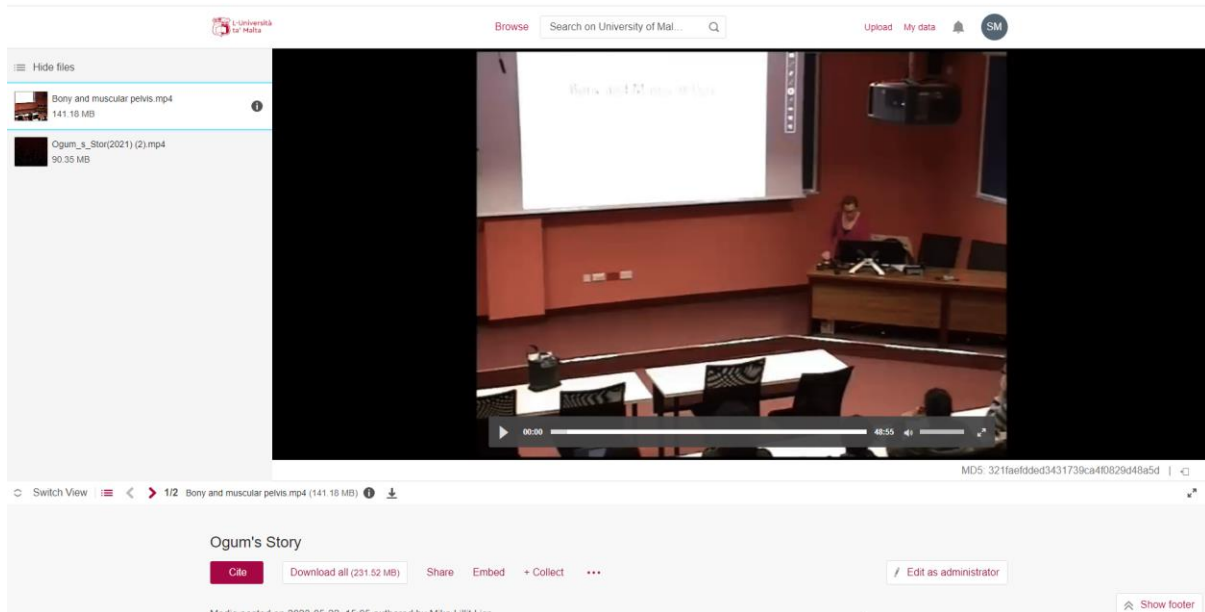 L-Università
ta' Malta
Browse
Search on University of Mal...
Upload
My data
SM
Hide files
Bony and muscular pelvis.mp4
141.18 MB
Ogum_s_Stor(2021) (2).mp4
90.35 MB
Bony and
00:00
48:55
MD5: 321faefdded3431739ca4f0829d48a5d
Switch View
1/2 Bony and muscular pelvis.mp4 (141.18 MB)
Ogum's Story
Cite
Download all (231.52 MB)
Share
Embed
+ Collect
Edit as administrator
Show footer